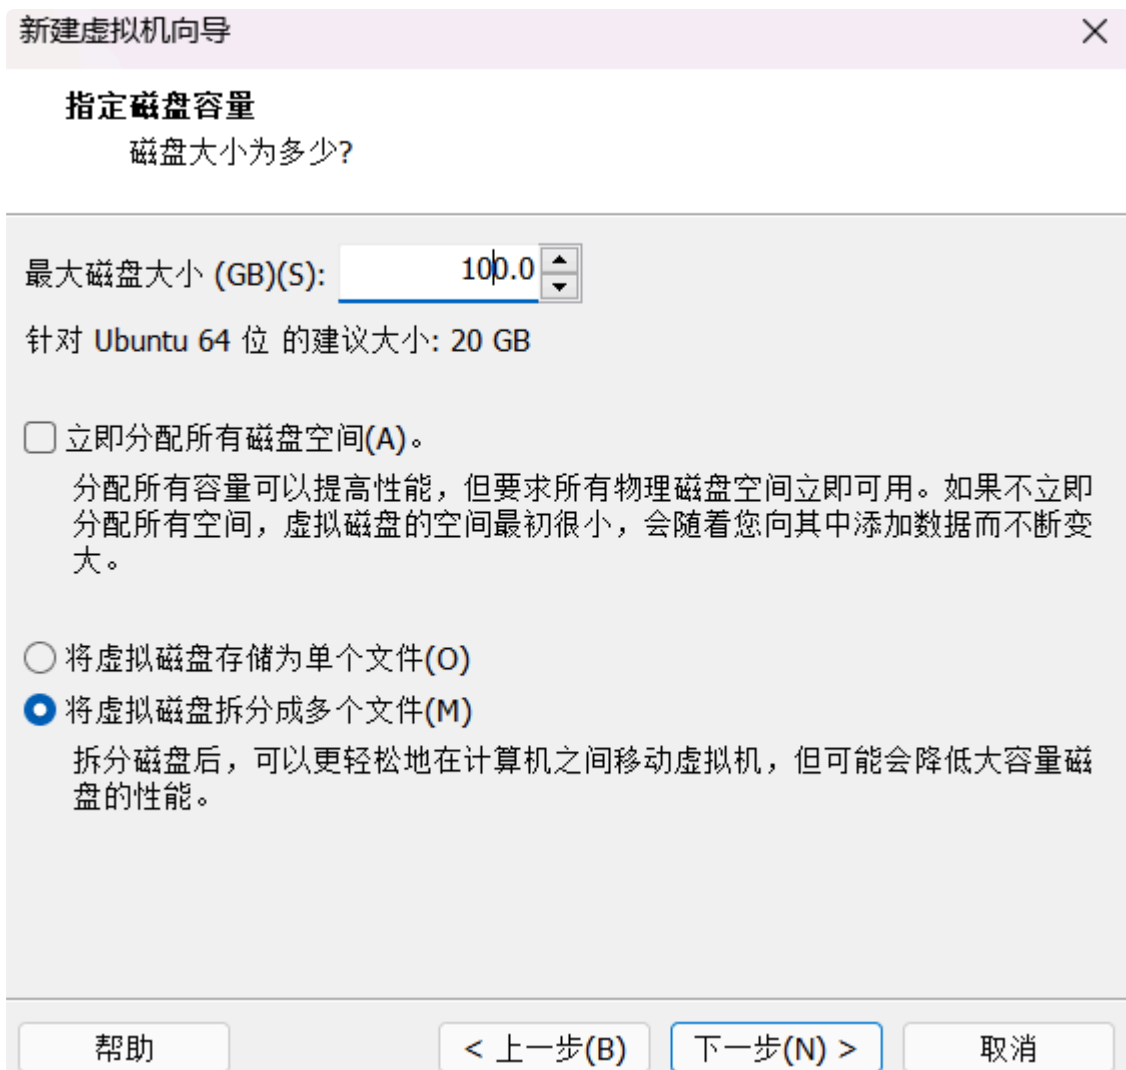 新建虚拟机向导
指定磁盘容量
磁盘大小为多少?
最大磁盘大小 (GB)(S): 100.0
针对 Ubuntu 64 位 的建议大小: 20 GB
立即分配所有磁盘空间(A)。
分配所有容量可以提高性能，但要求所有物理磁盘空间立即可用。如果不立即
分配所有空间，虚拟磁盘的空间最初很小，会随着您向其中添加数据而不断变
大。
将虚拟磁盘存储为单个文件(O)
将虚拟磁盘拆分成多个文件(M)
拆分磁盘后，可以更轻松地在计算机之间移动虚拟机，但可能会降低大容量磁
盘的性能。
帮助 < 上一步(B) 下一步(N) > 取消